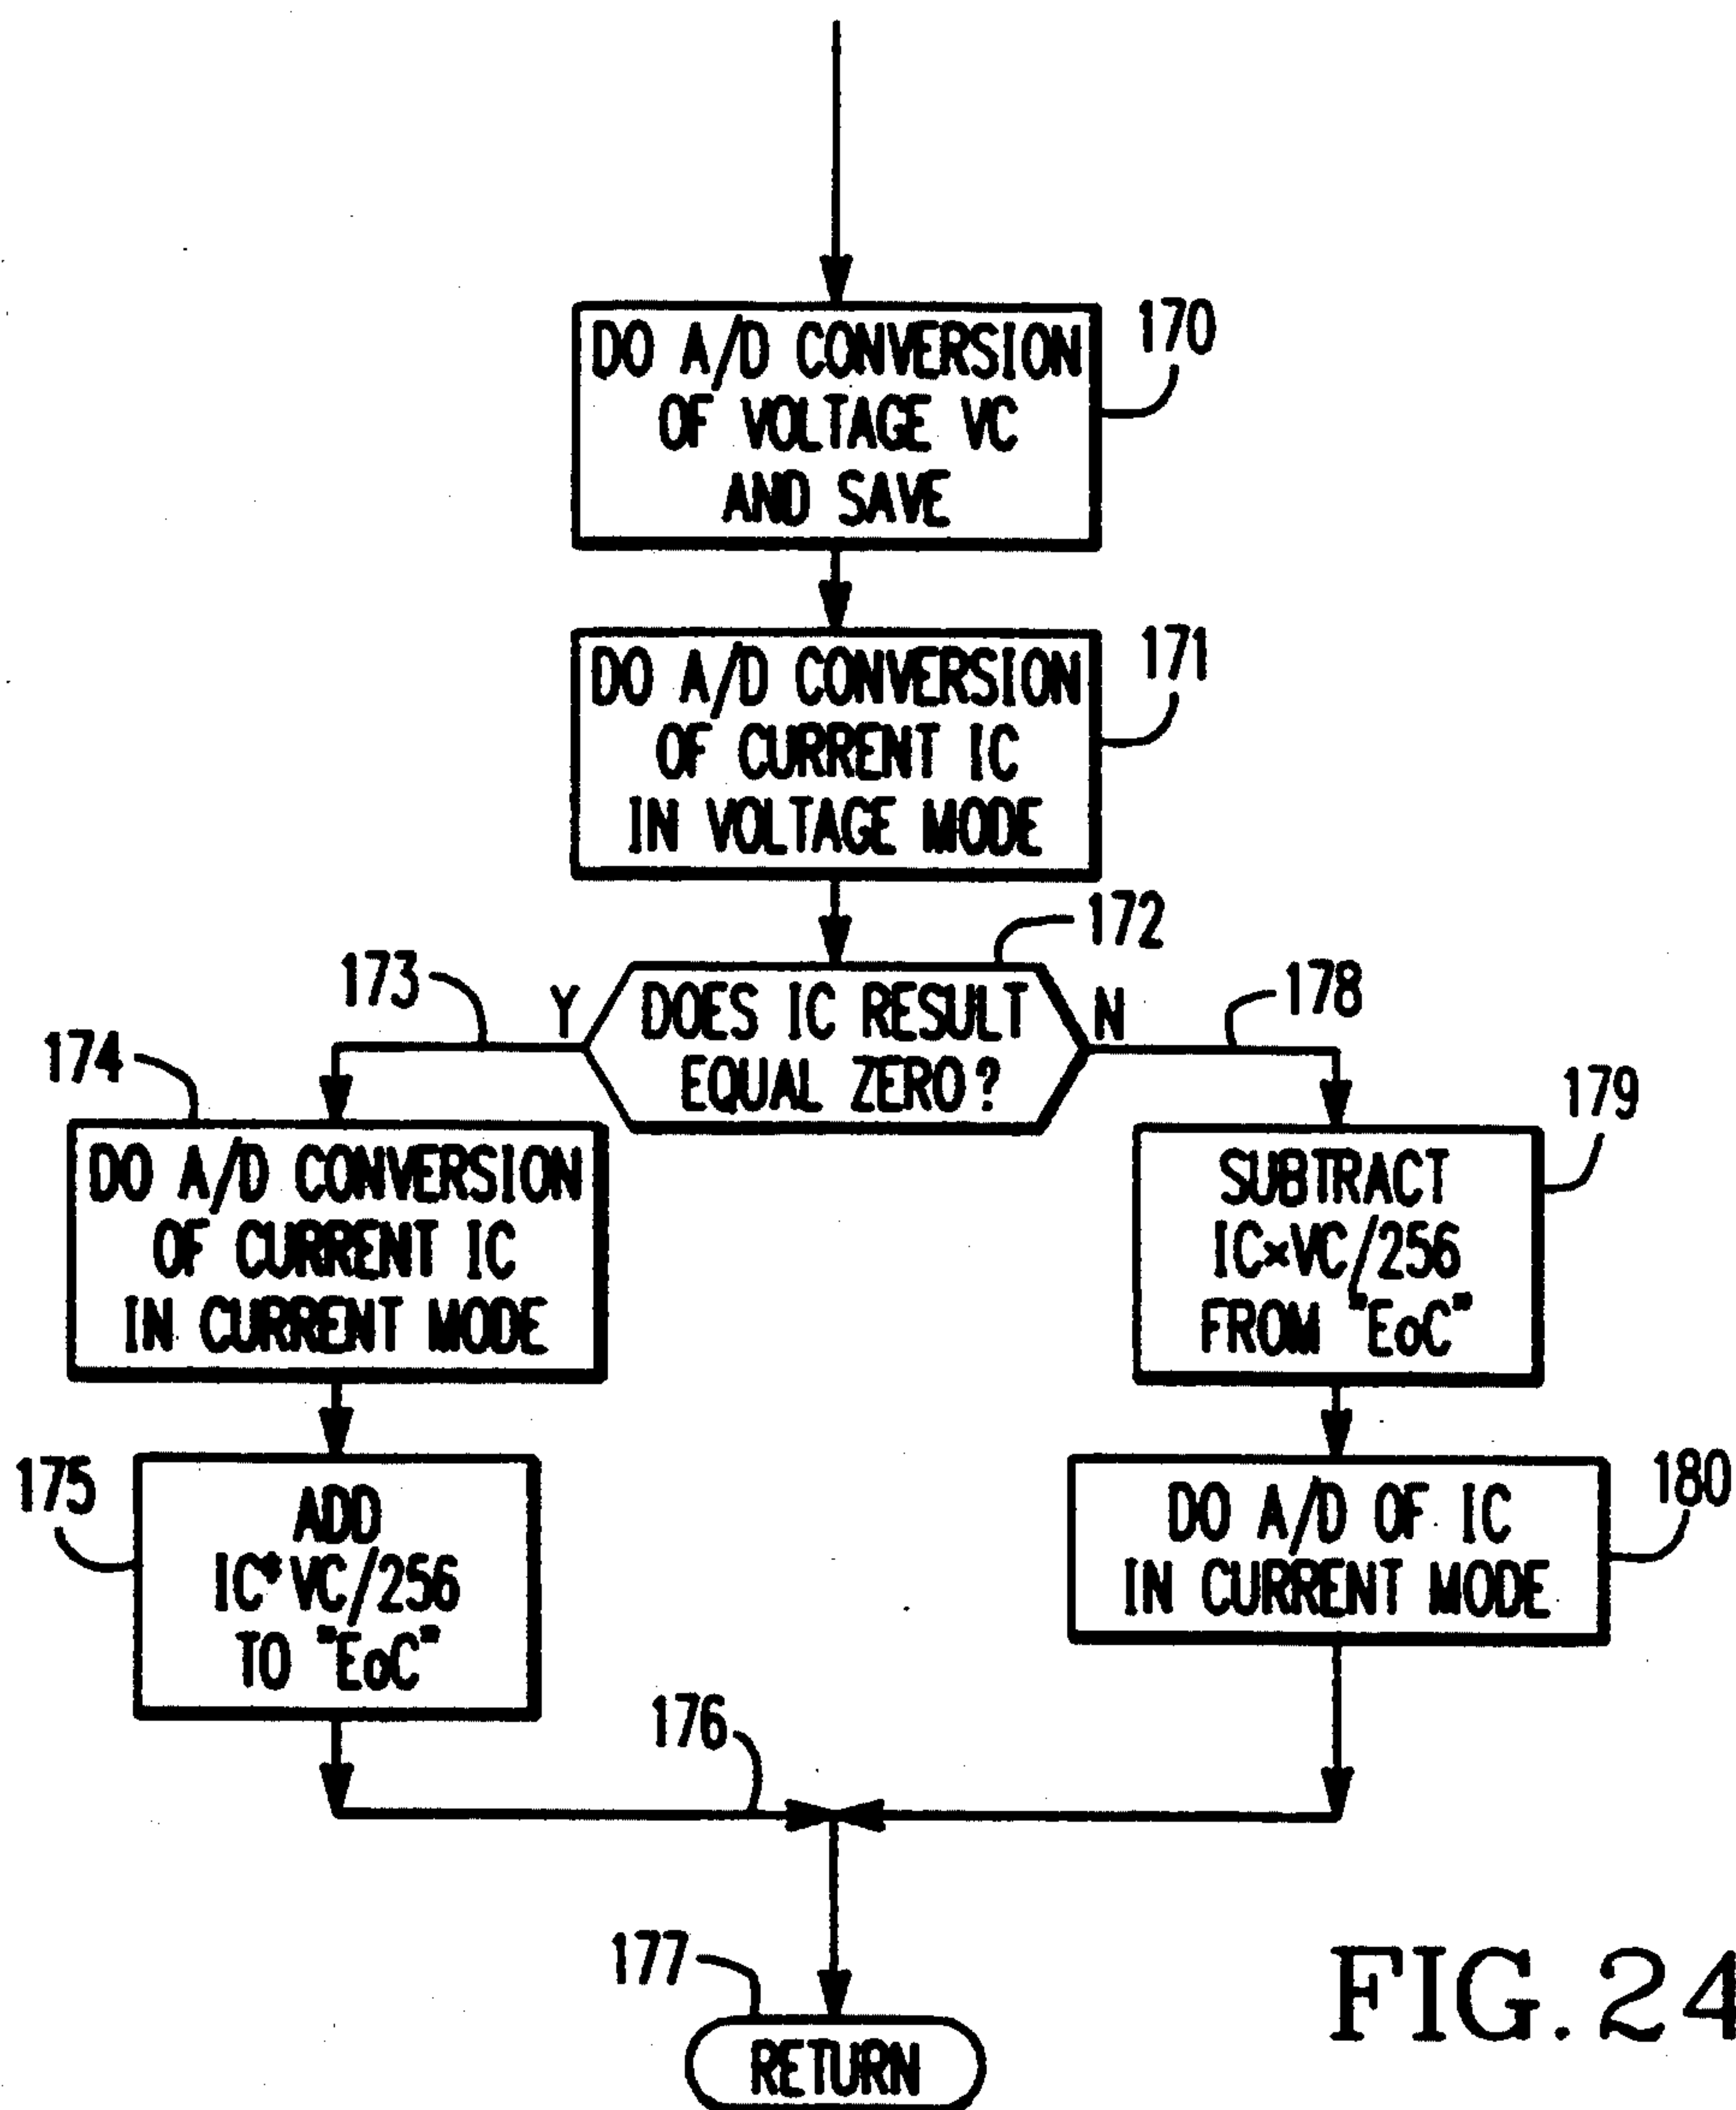 DO A/D CONVERSION
OF VOLTAGE VC
AND SAVE
170
DO A/D CONVERSION
OF CURRENT IC
IN VOLTAGE MODE
171
172
173
Y
DOES IC RESULT
EQUAL ZERO?
N
178
174
DO A/D CONVERSION
OF CURRENT IC
IN CURRENT MODE
179
SUBTRACT
IC×VC/256
FROM "EoC"
175
ADD
IC*VC/256
TO "EoC"
180
DO A/D OF IC
IN CURRENT MODE
176
177
RETURN
FIG. 24